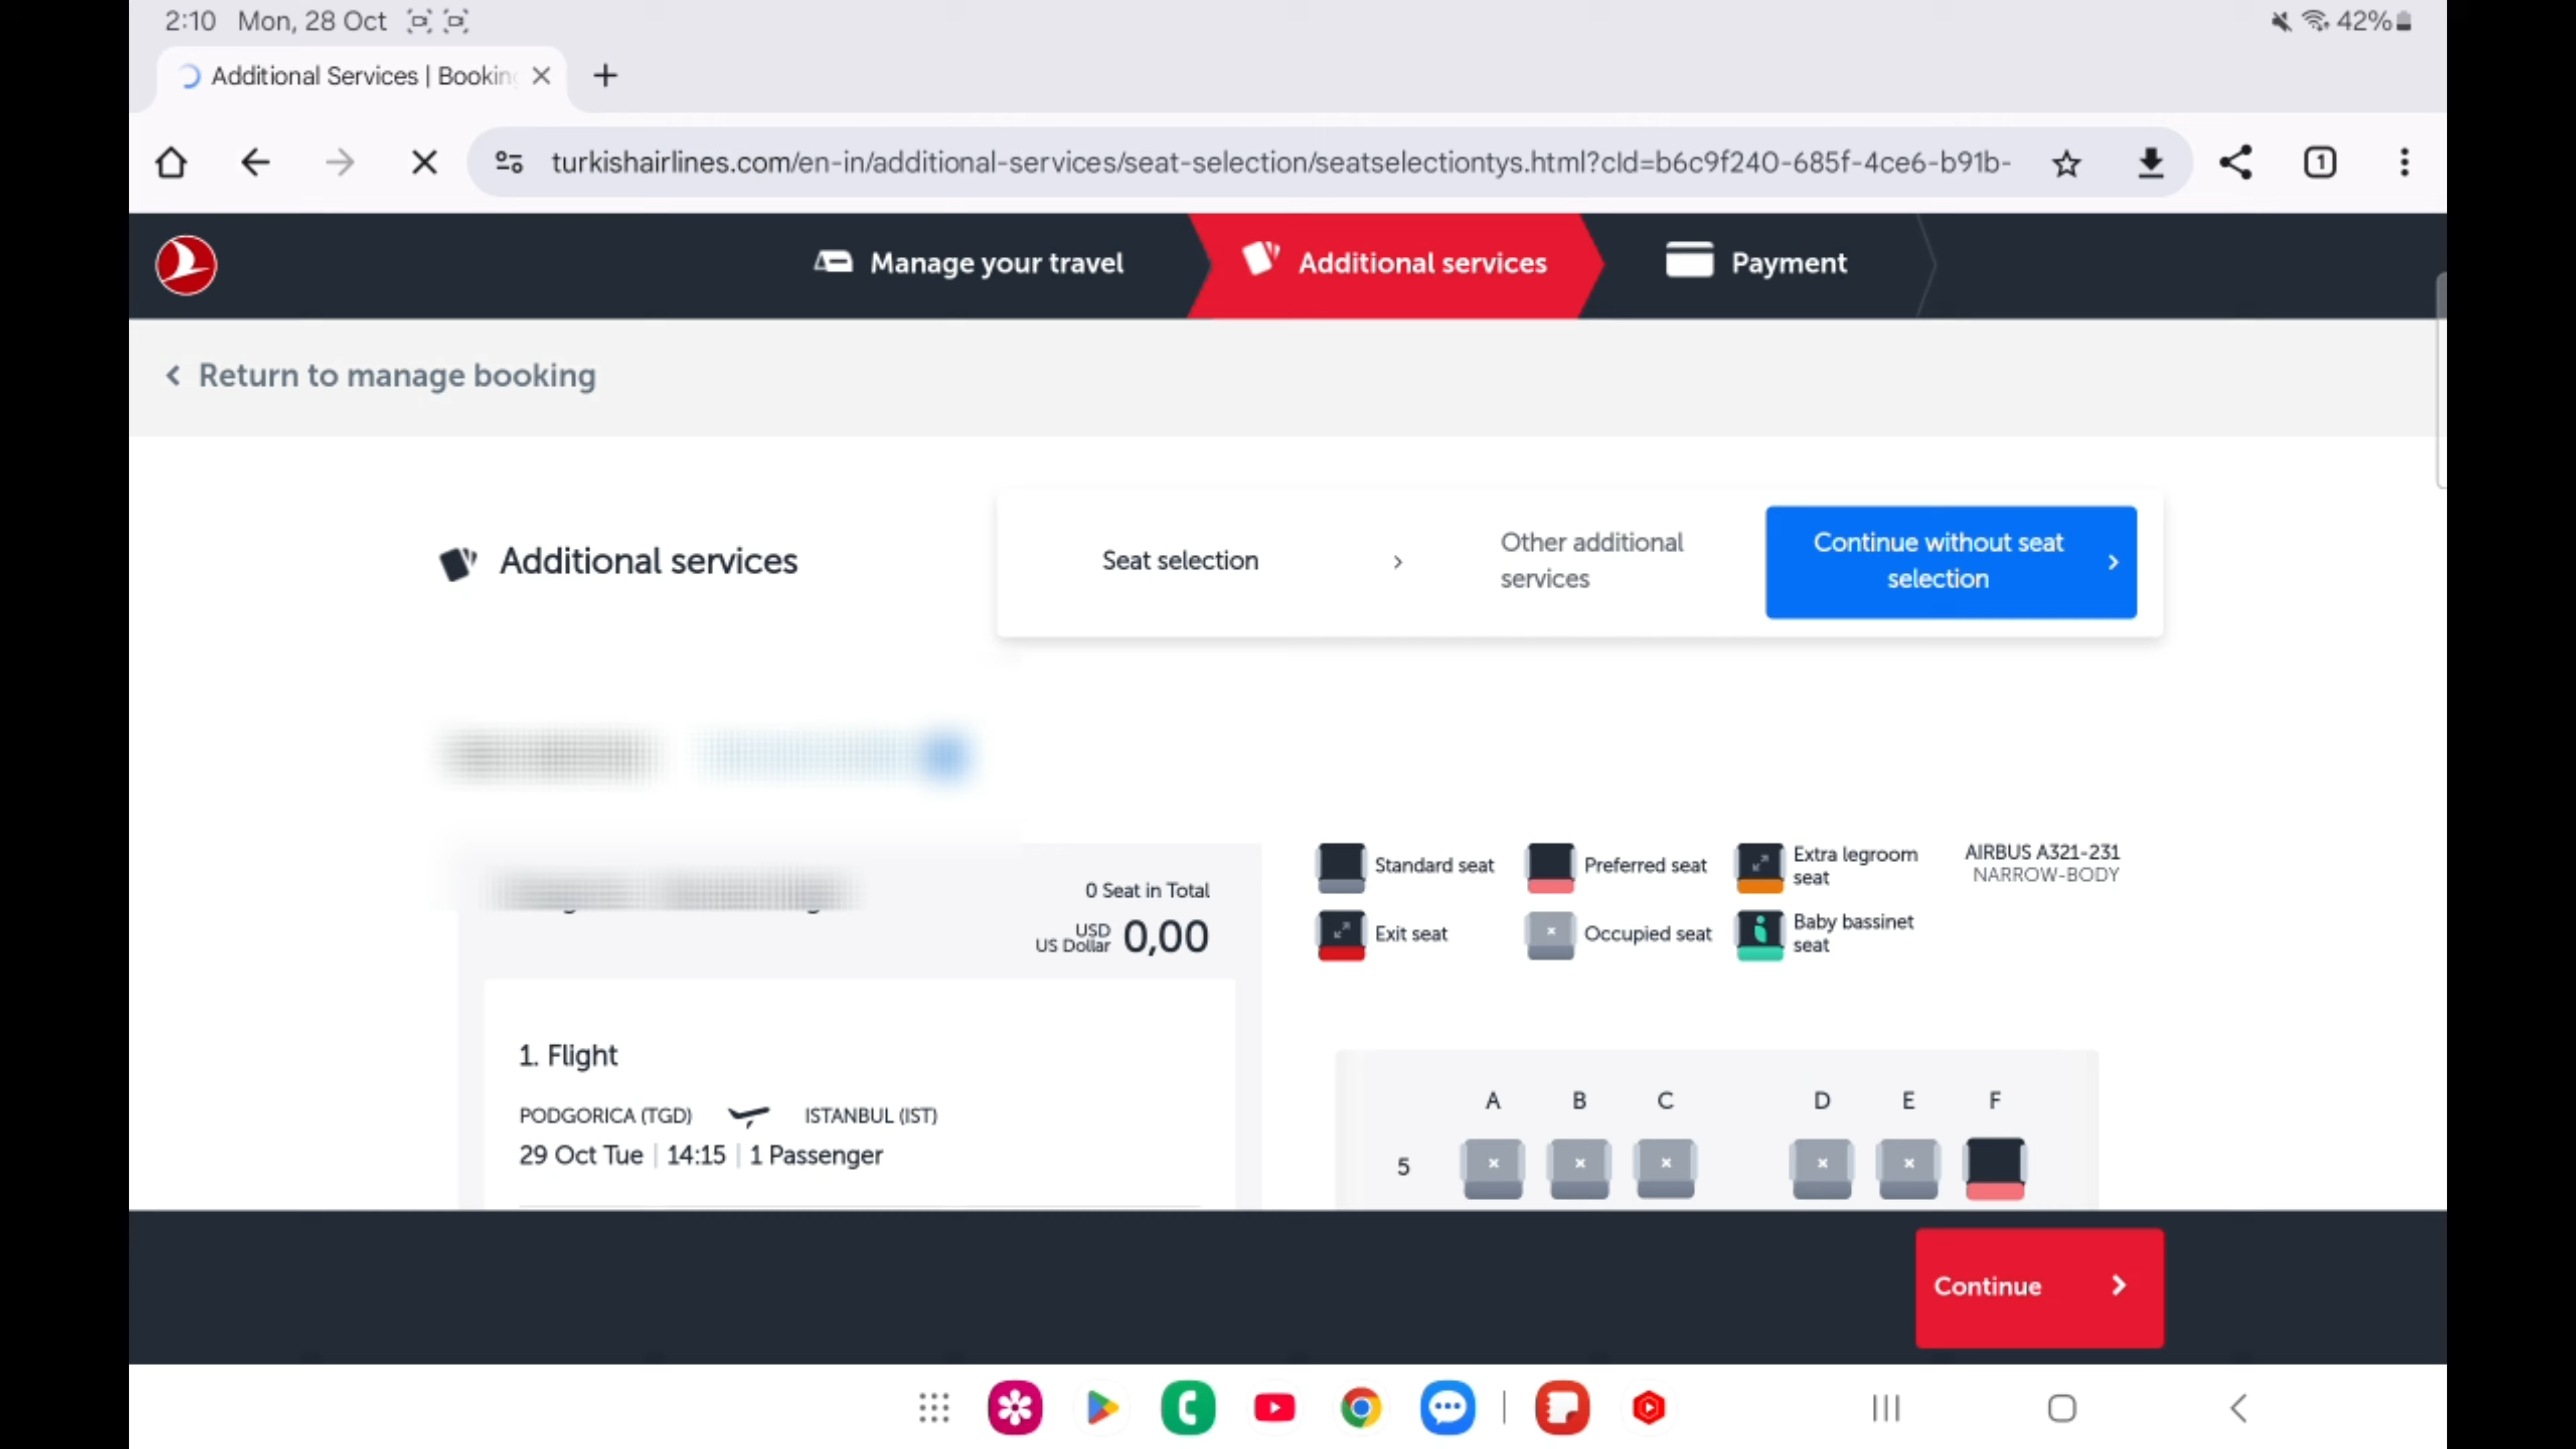 2:10 Mon, 28 Oct 42%
Additional Services | Booking
turkishairlines.com/en-in/additional-services/seat-selection/seatselectiontys.html?cId=b6c9f240-685f-4ce6-b91b-
1
Manage your travel
Additional services
Payment
Return to manage booking
Additional services
Seat selection
Other additional
services
Continue without seat
selection
0 Seat in Total
USD
US Dollar
0,00
Standard seat
Preferred seat
Extra legroom
seat
AIRBUS A321-231
NARROW-BODY
Exit seat
Occupied seat
Baby bassinet
seat
1. Flight
PODGORICA (TGD) ISTANBUL (IST)
29 Oct Tue | 14:15 | 1 Passenger
A B C D E F
5
Continue